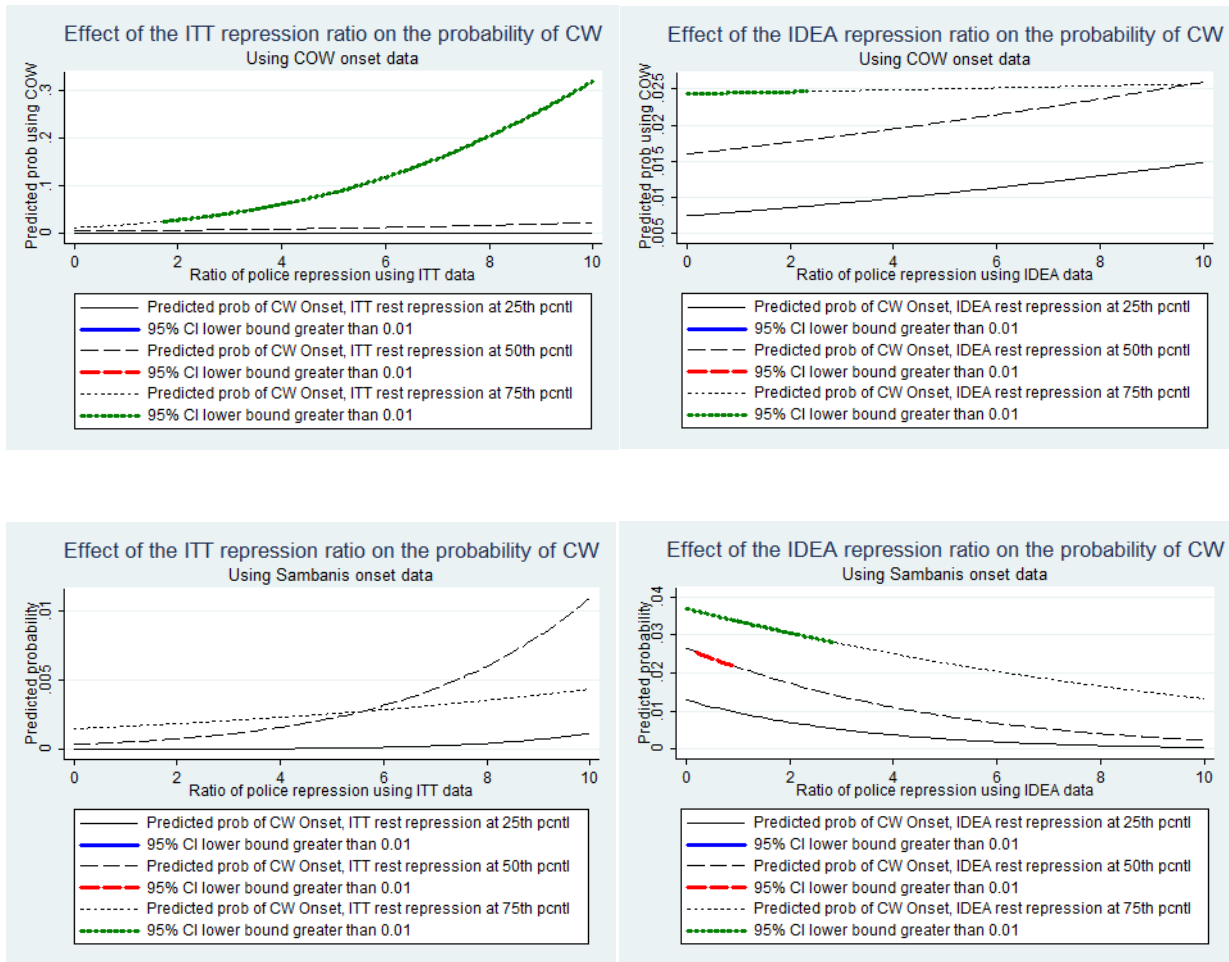 Effect of the ITT repression ratio on the probability of CW
Using COW onset data
Predicted prob using COW
0 .1 .2 .3
0 2 4 6 8 10
Ratio of police repression using ITT data
Predicted prob of CW Onset, ITT rest repression at 25th pcntl
95% CI lower bound greater than 0.01
Predicted prob of CW Onset, ITT rest repression at 50th pcntl
95% CI lower bound greater than 0.01
Predicted prob of CW Onset, ITT rest repression at 75th pcntl
95% CI lower bound greater than 0.01
Effect of the IDEA repression ratio on the probability of CW
Using COW onset data
Predicted prob using COW
.005 .01 .015 .02 .025
0 2 4 6 8 10
Ratio of police repression using IDEA data
Predicted prob of CW Onset, IDEA rest repression at 25th pcntl
95% CI lower bound greater than 0.01
Predicted prob of CW Onset, IDEA rest repression at 50th pcntl
95% CI lower bound greater than 0.01
Predicted prob of CW Onset, IDEA rest repression at 75th pcntl
95% CI lower bound greater than 0.01
Effect of the ITT repression ratio on the probability of CW
Using Sambanis onset data
Predicted probability
0 .005 .01
0 2 4 6 8 10
Ratio of police repression using ITT data
Predicted prob of CW Onset, ITT rest repression at 25th pcntl
95% CI lower bound greater than 0.01
Predicted prob of CW Onset, ITT rest repression at 50th pcntl
95% CI lower bound greater than 0.01
Predicted prob of CW Onset, ITT rest repression at 75th pcntl
95% CI lower bound greater than 0.01
Effect of the IDEA repression ratio on the probability of CW
Using Sambanis onset data
Predicted probability
0 .01 .02 .03 .04
0 2 4 6 8 10
Ratio of police repression using IDEA data
Predicted prob of CW Onset, IDEA rest repression at 25th pcntl
95% CI lower bound greater than 0.01
Predicted prob of CW Onset, IDEA rest repression at 50th pcntl
95% CI lower bound greater than 0.01
Predicted prob of CW Onset, IDEA rest repression at 75th pcntl
95% CI lower bound greater than 0.01